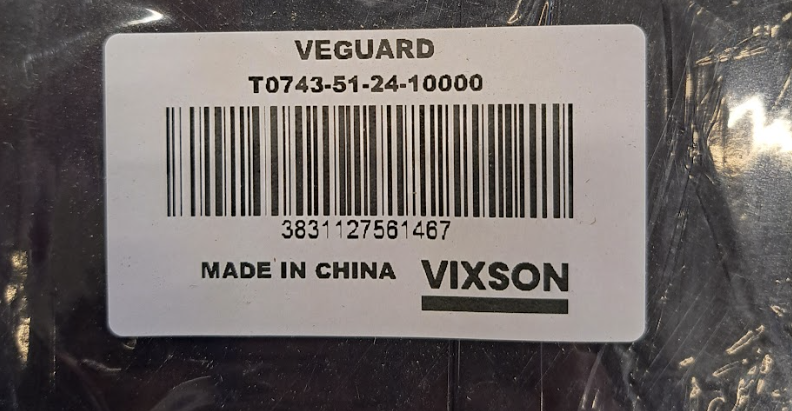 VEGUARD
T0743-51-24-10000
3831127561467
MADE IN CHINA
VIXSON